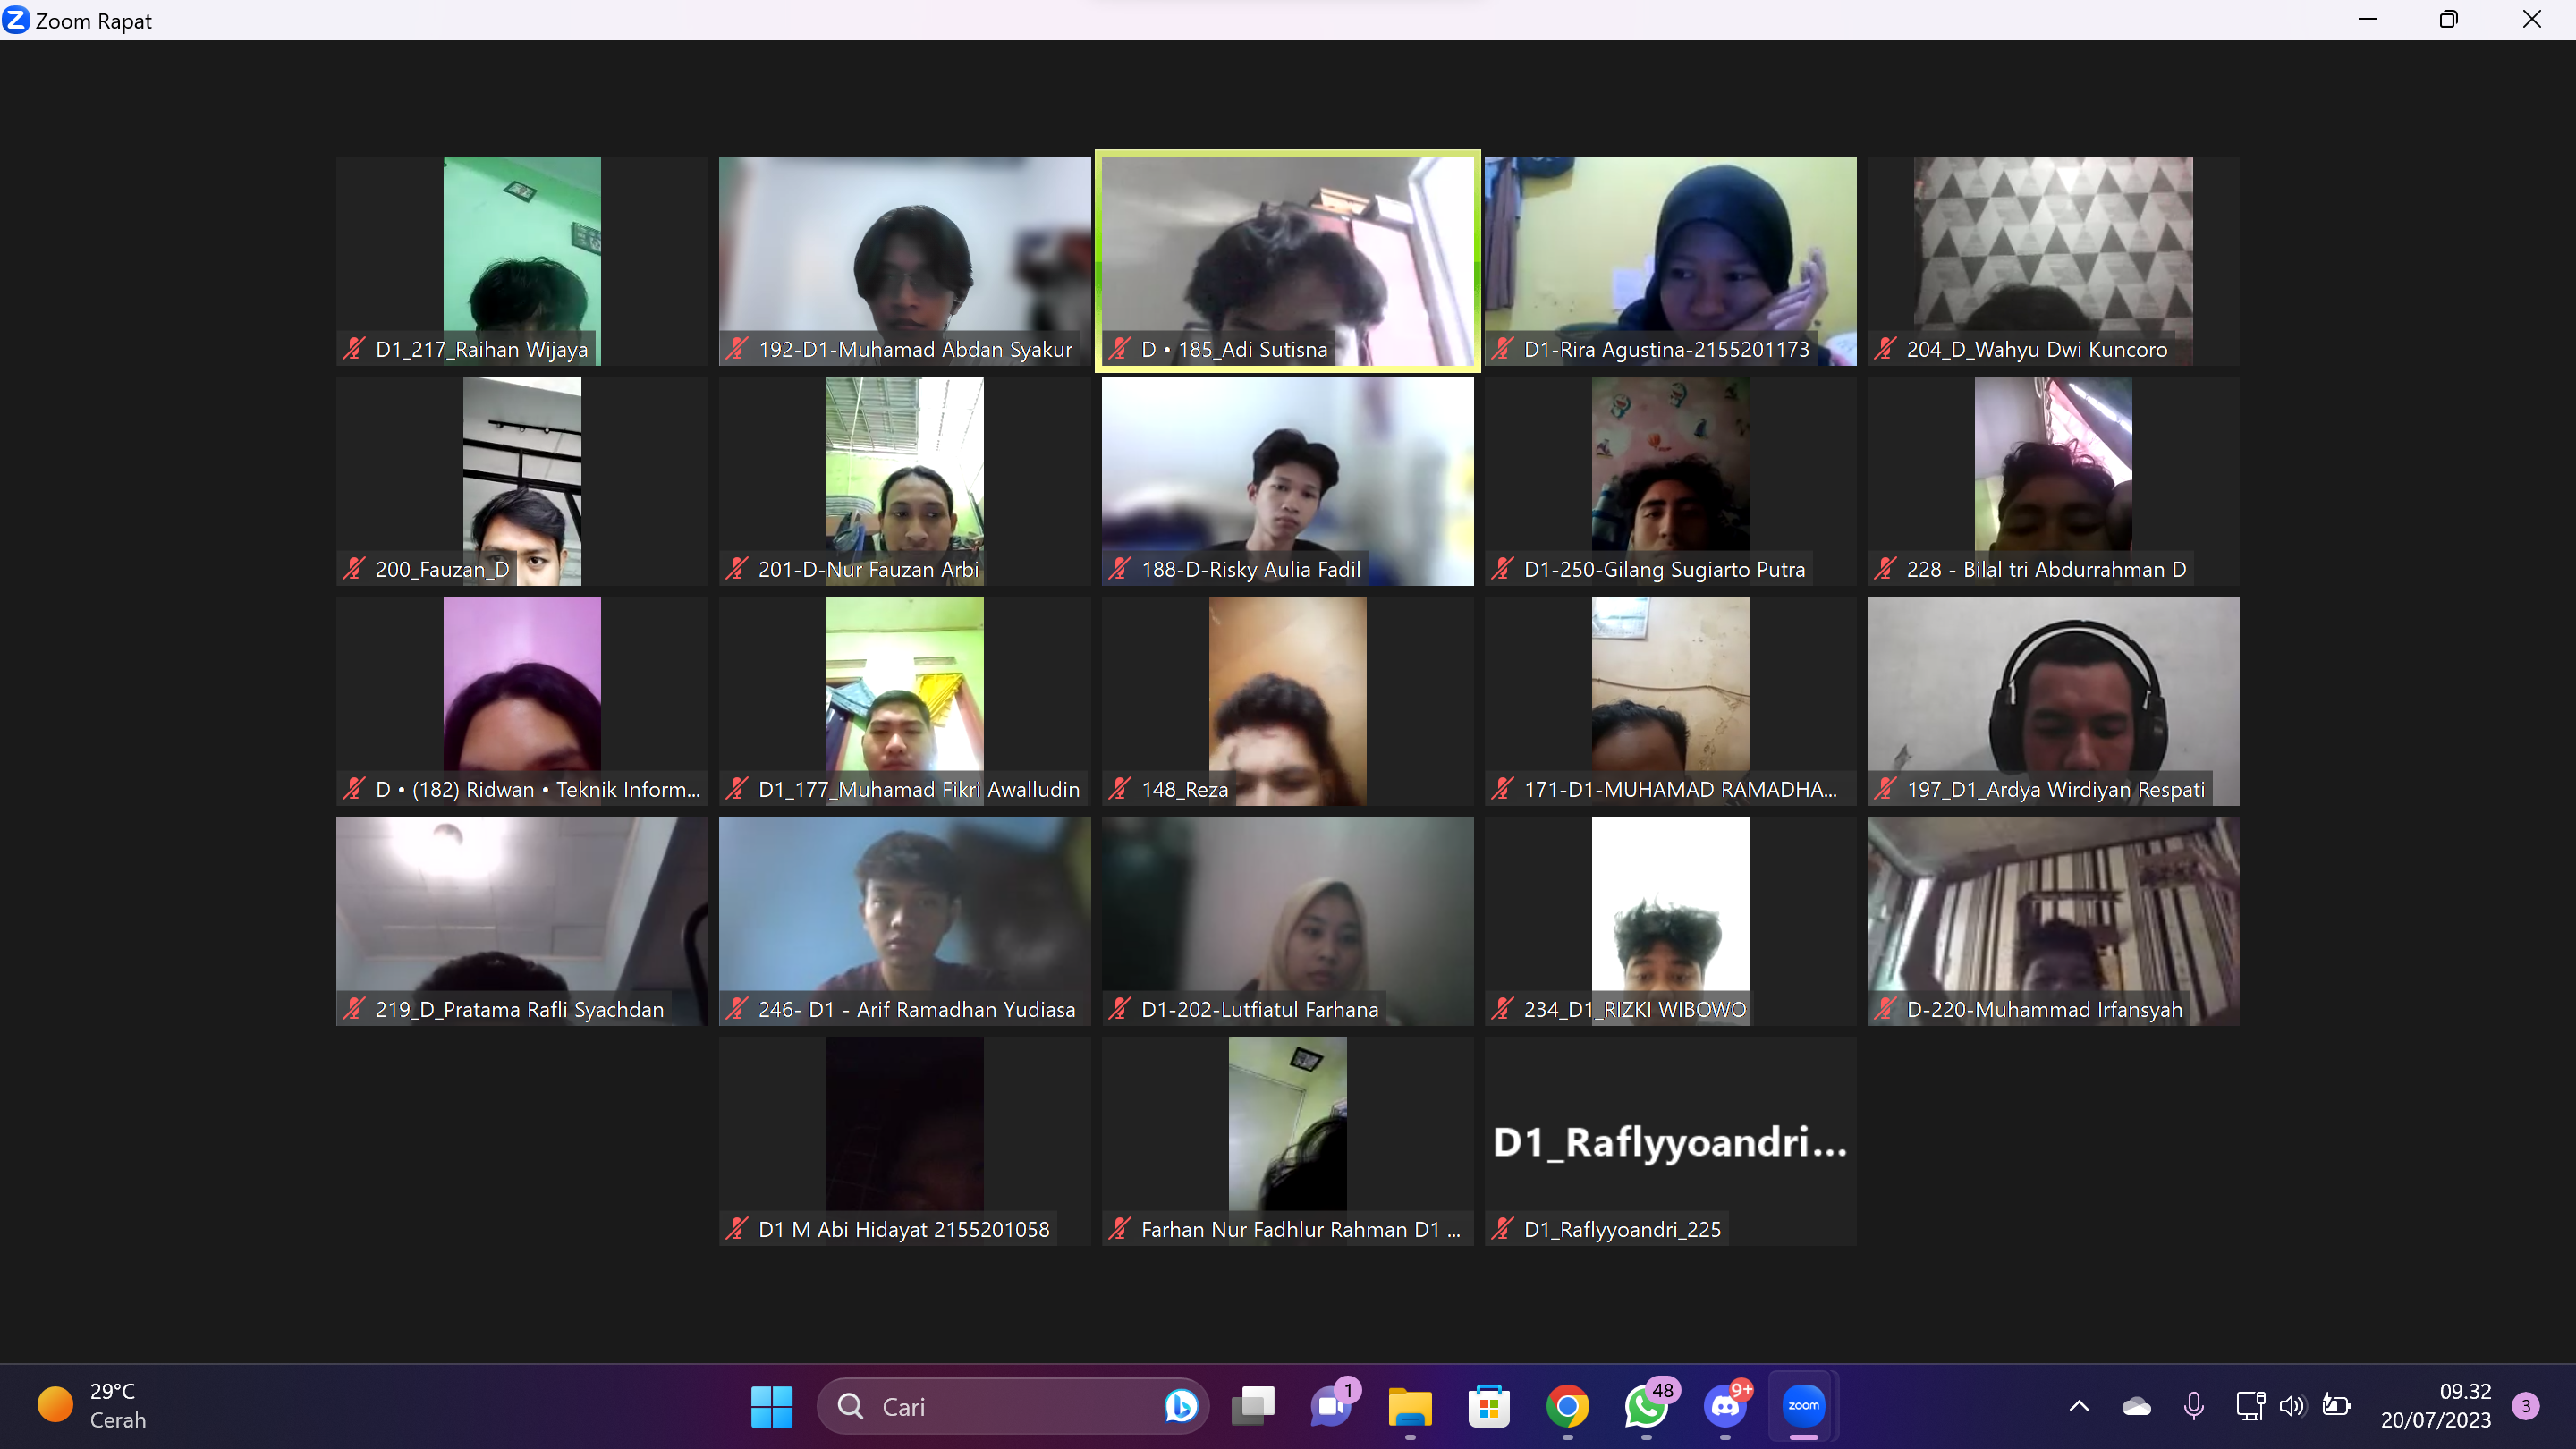 Zoom Rapat
D1_217_Raihan Wijaya
192-D1-Muhamad Abdan Syakur
D • 185_Adi Sutisna
D1-Rira Agustina-2155201173
204_D_Wahyu Dwi Kuncoro
200_Fauzan_D
201-D-Nur Fauzan Arbi
188-D-Risky Aulia Fadil
D1-250-Gilang Sugiarto Putra
228 - Bilal tri Abdurrahman D
D • (182) Ridwan • Teknik Inform...
D1_177_Muhamad Fikri Awalludin
148_Reza
171-D1-MUHAMAD RAMADHA...
197_D1_Ardya Wirdiyan Respati
219_D_Pratama Rafli Syachdan
246- D1 - Arif Ramadhan Yudiasa
D1-202-Lutfiatul Farhana
234_D1_RIZKI WIBOWO
D-220-Muhammad Irfansyah
D1_Raflyyoandri...
D1 M Abi Hidayat 2155201058
Farhan Nur Fadhlur Rahman D1 ...
D1_Raflyyoandri_225
29°C
Cerah
Cari
1
48
9+
zoom
09.32
20/07/2023
3